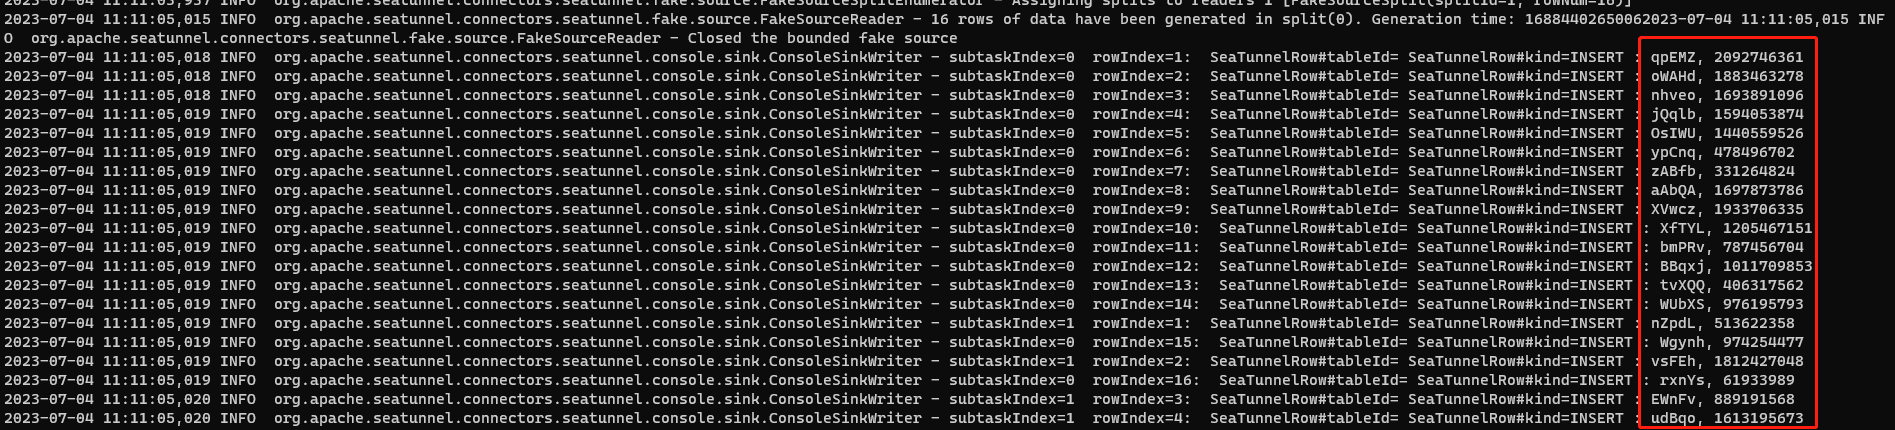 2023-07-04 11:11:05,015 INFO  org.apache.seatunnel.connectors.seatunnel.fake.source.FakeSourceReader - 16 rows of data have been generated in split(0). Generation time: 16884402650062023-07-04 11:11:05,015 INF
O  org.apache.seatunnel.connectors.seatunnel.fake.source.FakeSourceReader - Closed the bounded fake source
2023-07-04 11:11:05,018 INFO  org.apache.seatunnel.connectors.seatunnel.console.sink.ConsoleSinkWriter - subtaskIndex=0  rowIndex=1:  SeaTunnelRow#tableId= SeaTunnelRow#kind=INSERT : qpEMZ, 2092746361
2023-07-04 11:11:05,018 INFO  org.apache.seatunnel.connectors.seatunnel.console.sink.ConsoleSinkWriter - subtaskIndex=0  rowIndex=2:  SeaTunnelRow#tableId= SeaTunnelRow#kind=INSERT : oWAHd, 1883463278
2023-07-04 11:11:05,018 INFO  org.apache.seatunnel.connectors.seatunnel.console.sink.ConsoleSinkWriter - subtaskIndex=0  rowIndex=3:  SeaTunnelRow#tableId= SeaTunnelRow#kind=INSERT : nhveo, 1693891096
2023-07-04 11:11:05,019 INFO  org.apache.seatunnel.connectors.seatunnel.console.sink.ConsoleSinkWriter - subtaskIndex=0  rowIndex=4:  SeaTunnelRow#tableId= SeaTunnelRow#kind=INSERT : jQqlb, 1594053874
2023-07-04 11:11:05,019 INFO  org.apache.seatunnel.connectors.seatunnel.console.sink.ConsoleSinkWriter - subtaskIndex=0  rowIndex=5:  SeaTunnelRow#tableId= SeaTunnelRow#kind=INSERT : OsIWU, 1440559526
2023-07-04 11:11:05,019 INFO  org.apache.seatunnel.connectors.seatunnel.console.sink.ConsoleSinkWriter - subtaskIndex=0  rowIndex=6:  SeaTunnelRow#tableId= SeaTunnelRow#kind=INSERT : ypCnq, 478496702
2023-07-04 11:11:05,019 INFO  org.apache.seatunnel.connectors.seatunnel.console.sink.ConsoleSinkWriter - subtaskIndex=0  rowIndex=7:  SeaTunnelRow#tableId= SeaTunnelRow#kind=INSERT : zABfb, 331264824
2023-07-04 11:11:05,019 INFO  org.apache.seatunnel.connectors.seatunnel.console.sink.ConsoleSinkWriter - subtaskIndex=0  rowIndex=8:  SeaTunnelRow#tableId= SeaTunnelRow#kind=INSERT : aAbQA, 1697873786
2023-07-04 11:11:05,019 INFO  org.apache.seatunnel.connectors.seatunnel.console.sink.ConsoleSinkWriter - subtaskIndex=0  rowIndex=9:  SeaTunnelRow#tableId= SeaTunnelRow#kind=INSERT : XVwcz, 1933706335
2023-07-04 11:11:05,019 INFO  org.apache.seatunnel.connectors.seatunnel.console.sink.ConsoleSinkWriter - subtaskIndex=0  rowIndex=10:  SeaTunnelRow#tableId= SeaTunnelRow#kind=INSERT : XfTYL, 1205467151
2023-07-04 11:11:05,019 INFO  org.apache.seatunnel.connectors.seatunnel.console.sink.ConsoleSinkWriter - subtaskIndex=0  rowIndex=11:  SeaTunnelRow#tableId= SeaTunnelRow#kind=INSERT : bmPRv, 787456704
2023-07-04 11:11:05,019 INFO  org.apache.seatunnel.connectors.seatunnel.console.sink.ConsoleSinkWriter - subtaskIndex=0  rowIndex=12:  SeaTunnelRow#tableId= SeaTunnelRow#kind=INSERT : BBqxj, 1011709853
2023-07-04 11:11:05,019 INFO  org.apache.seatunnel.connectors.seatunnel.console.sink.ConsoleSinkWriter - subtaskIndex=0  rowIndex=13:  SeaTunnelRow#tableId= SeaTunnelRow#kind=INSERT : tvXQQ, 406317562
2023-07-04 11:11:05,019 INFO  org.apache.seatunnel.connectors.seatunnel.console.sink.ConsoleSinkWriter - subtaskIndex=0  rowIndex=14:  SeaTunnelRow#tableId= SeaTunnelRow#kind=INSERT : WUbXS, 976195793
2023-07-04 11:11:05,019 INFO  org.apache.seatunnel.connectors.seatunnel.console.sink.ConsoleSinkWriter - subtaskIndex=1  rowIndex=1:  SeaTunnelRow#tableId= SeaTunnelRow#kind=INSERT : nZpdL, 513622358
2023-07-04 11:11:05,019 INFO  org.apache.seatunnel.connectors.seatunnel.console.sink.ConsoleSinkWriter - subtaskIndex=0  rowIndex=15:  SeaTunnelRow#tableId= SeaTunnelRow#kind=INSERT : Wgynh, 974254477
2023-07-04 11:11:05,019 INFO  org.apache.seatunnel.connectors.seatunnel.console.sink.ConsoleSinkWriter - subtaskIndex=1  rowIndex=2:  SeaTunnelRow#tableId= SeaTunnelRow#kind=INSERT : vsFEh, 1812427048
2023-07-04 11:11:05,019 INFO  org.apache.seatunnel.connectors.seatunnel.console.sink.ConsoleSinkWriter - subtaskIndex=0  rowIndex=16:  SeaTunnelRow#tableId= SeaTunnelRow#kind=INSERT : rxnYs, 61933989
2023-07-04 11:11:05,020 INFO  org.apache.seatunnel.connectors.seatunnel.console.sink.ConsoleSinkWriter - subtaskIndex=1  rowIndex=3:  SeaTunnelRow#tableId= SeaTunnelRow#kind=INSERT : EWnFv, 889191568
2023-07-04 11:11:05,020 INFO  org.apache.seatunnel.connectors.seatunnel.console.sink.ConsoleSinkWriter - subtaskIndex=1  rowIndex=4:  SeaTunnelRow#tableId= SeaTunnelRow#kind=INSERT : udBqo, 1613195673